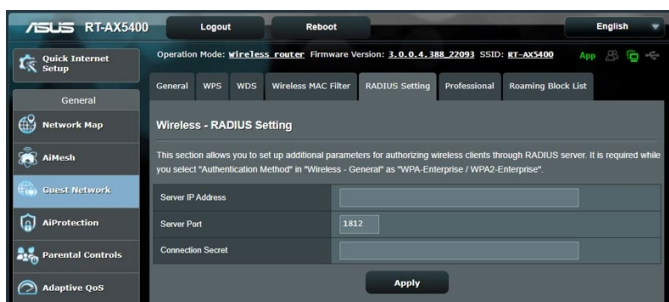 ASUS RT-AX5400 Logout Reboot English
Operation Mode: Wireless router Firmware Version: 3.0.0.4.388_22093 SSID: RT-AX5400 App
Quick Internet
Setup
General
Network Map
AiMesh
Guest Network
AiProtection
Parental Controls
Adaptive QoS
General WPS WDS Wireless MAC Filter RADIUS Setting Professional Roaming Block List
Wireless - RADIUS Setting
This section allows you to set up additional parameters for authorizing wireless clients through RADIUS server. It is required while
you select "Authentication Method" in "Wireless - General" as "WPA-Enterprise / WPA2-Enterprise".
Server IP Address
Server Port 1812
Connection Secret
Apply